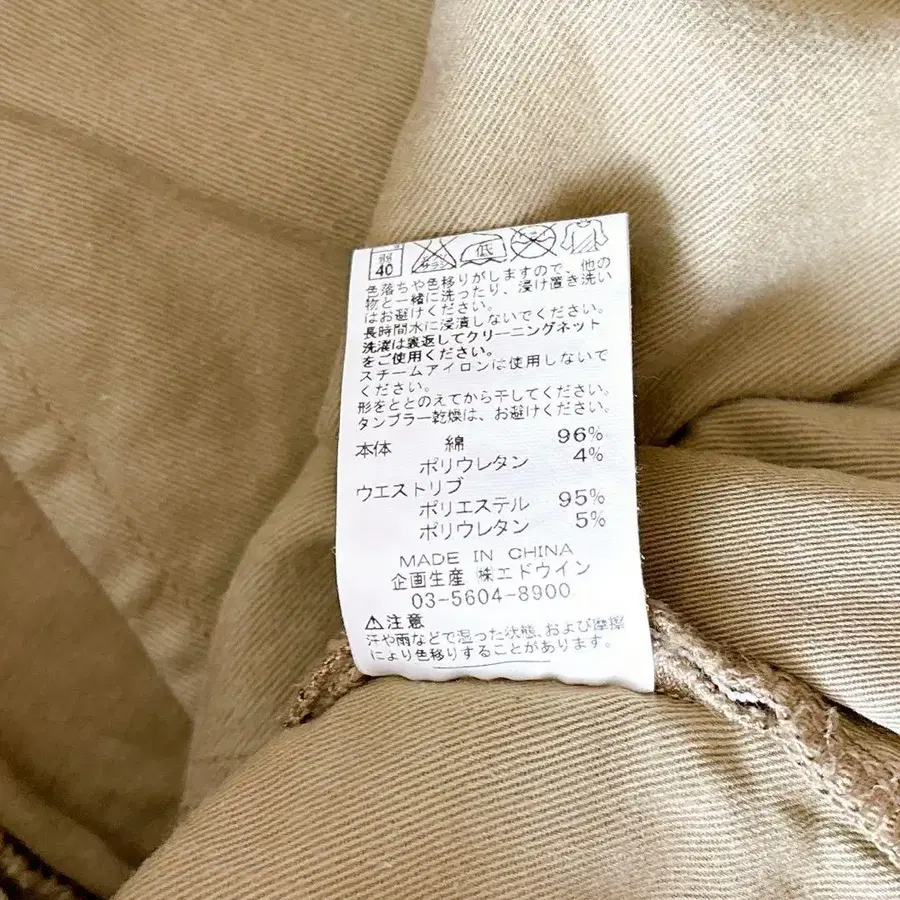 弱
40
サラシ
低
色落ちや色移りがしますので、他の
物と一緒に洗ったり、浸け置き洗い
はお避けください。
長時間水に浸漬しないでください。
洗濯は裏返してクリーニングネット
をご使用ください。
スチームアイロンは使用しないで
ください。
形をととのえてから干してください。
タンブラー乾燥は、お避けください。
本体 綿 96%
ポリウレタン 4%
ウエストリブ
ポリエステル 95%
ポリウレタン 5%
MADE IN CHINA
企画生産 ㈱エドウイン
03-5604-8900
⚠注意
汗や雨などで湿った状態、および摩擦
により色移りすることがあります。